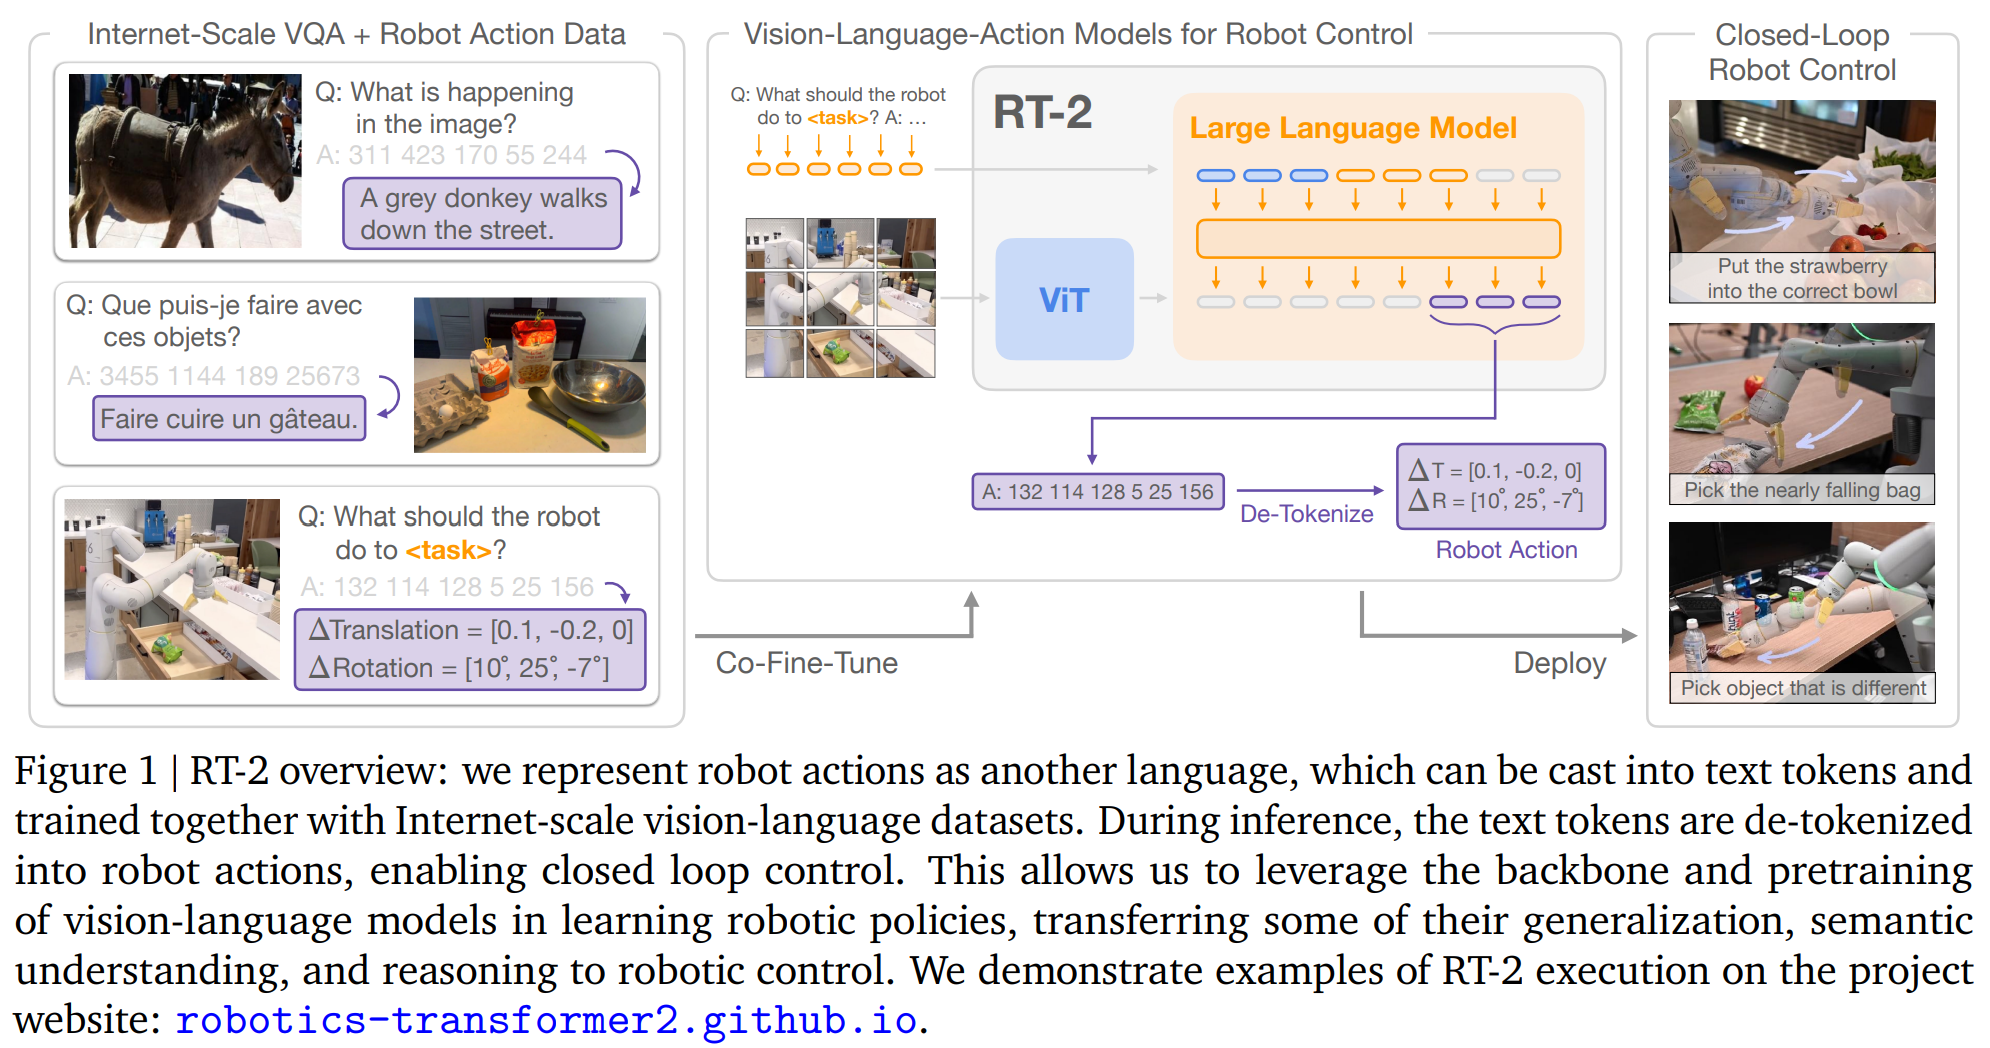 Internet-Scale VQA + Robot Action Data
Q: What is happening
in the image?
A: 311 423 170 55 244
A grey donkey walks
down the street.
Q: Que puis-je faire avec
ces objets?
A: 3455 1144 189 25673
Faire cuire un gâteau.
Q: What should the robot
do to <task>?
A: 132 114 128 5 25 156
ΔTranslation = [0.1, -0.2, 0]
ΔRotation = [10°, 25°, -7°]
Co-Fine-Tune
Vision-Language-Action Models for Robot Control
Q: What should the robot
do to <task>? A: ...
RT-2
Large Language Model
ViT
A: 132 114 128 5 25 156
De-Tokenize
ΔT = [0.1, -0.2, 0]
ΔR = [10°, 25°, -7°]
Robot Action
Deploy
Closed-Loop
Robot Control
Put the strawberry
into the correct bowl
Pick the nearly falling bag
Pick object that is different
Figure 1 | RT-2 overview: we represent robot actions as another language, which can be cast into text tokens and
trained together with Internet-scale vision-language datasets. During inference, the text tokens are de-tokenized
into robot actions, enabling closed loop control. This allows us to leverage the backbone and pretraining
of vision-language models in learning robotic policies, transferring some of their generalization, semantic
understanding, and reasoning to robotic control. We demonstrate examples of RT-2 execution on the project
website: robotics-transformer2.github.io.